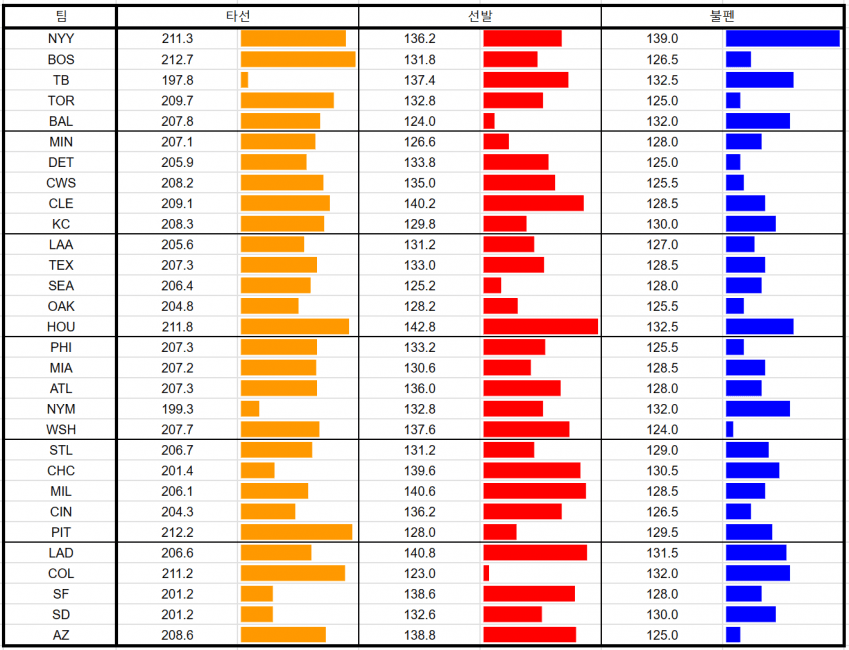 팀 타선 선발 불펜
NYY 211.3 136.2 139.0
BOS 212.7 131.8 126.5
TB 197.8 137.4 132.5
TOR 209.7 132.8 125.0
BAL 207.8 124.0 132.0
MIN 207.1 126.6 128.0
DET 205.9 133.8 125.0
CWS 208.2 135.0 125.5
CLE 209.1 140.2 128.5
KC 208.3 129.8 130.0
LAA 205.6 131.2 127.0
TEX 207.3 133.0 128.5
SEA 206.4 125.2 128.0
OAK 204.8 128.2 125.5
HOU 211.8 142.8 132.5
PHI 207.3 133.2 125.5
MIA 207.2 130.6 128.5
ATL 207.3 136.0 128.0
NYM 199.3 132.8 132.0
WSH 207.7 137.6 124.0
STL 206.7 131.2 129.0
CHC 201.4 139.6 130.5
MIL 206.1 140.6 128.5
CIN 204.3 136.2 126.5
PIT 212.2 128.0 129.5
LAD 206.6 140.8 131.5
COL 211.2 123.0 132.0
SF 201.2 138.6 128.0
SD 201.2 132.6 130.0
AZ 208.6 138.8 125.0